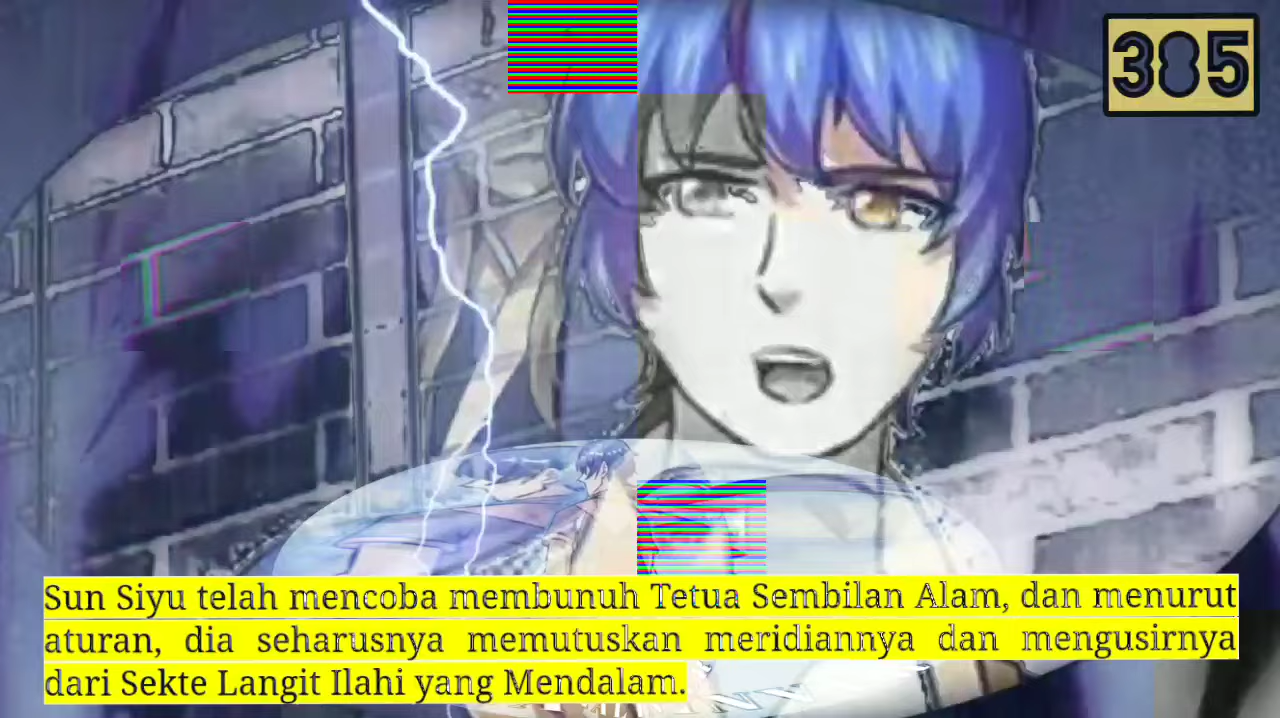 385
Sun Siyu telah mencoba membunuh Tetua Sembilan Alam, dan menurut
aturan, dia seharusnya memutuskan meridiannya dan mengusirnya
dari Sekte Langit Ilahi yang Mendalam.